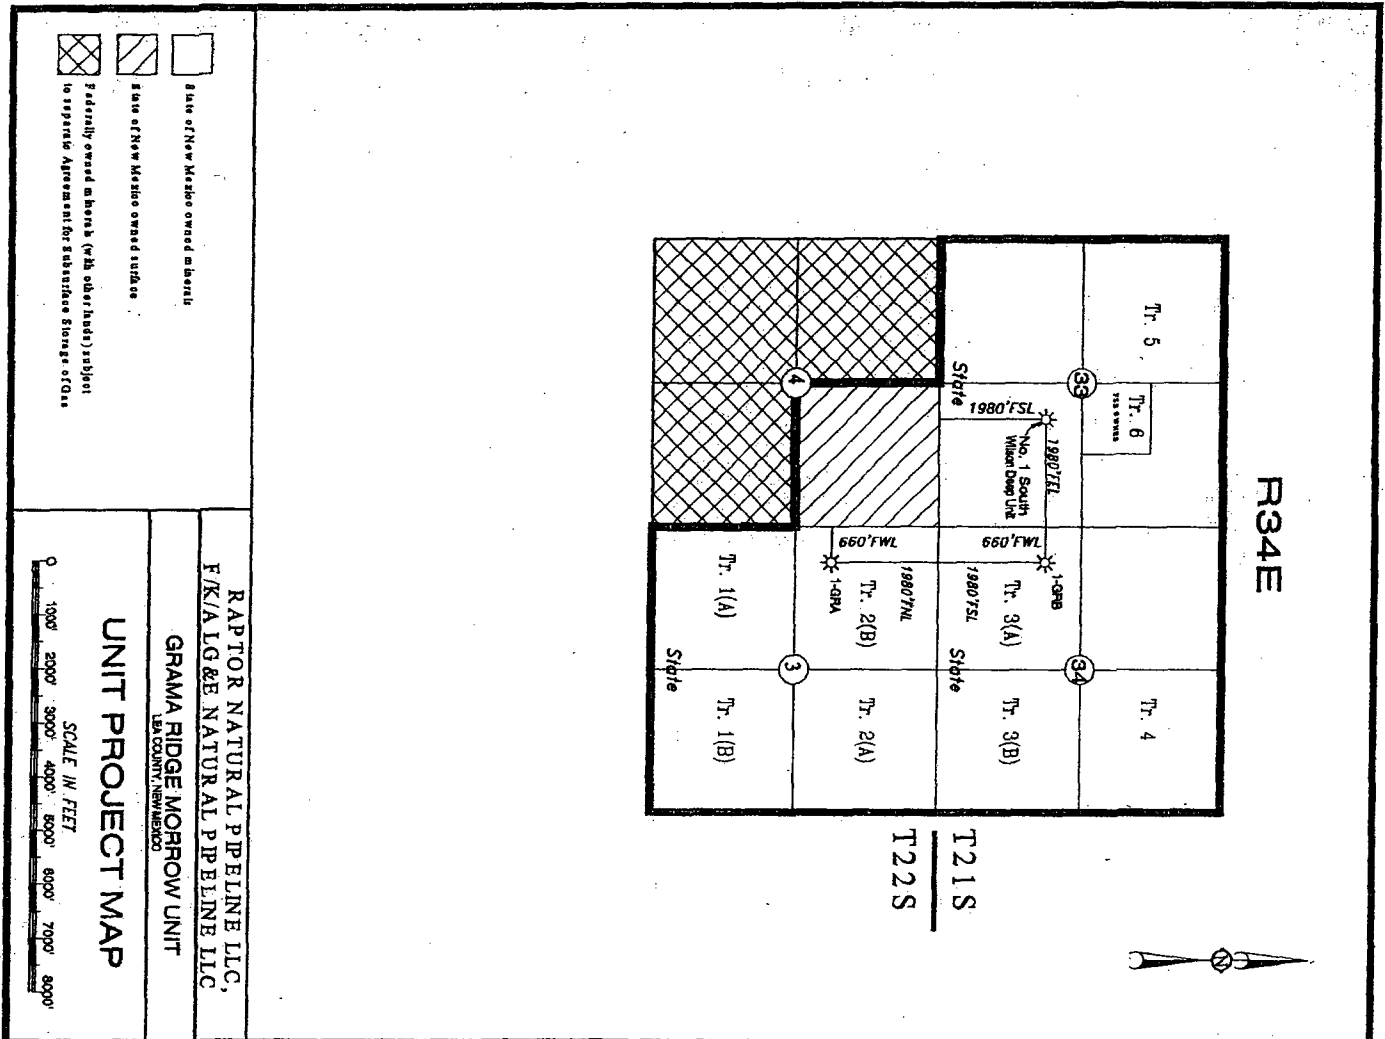 R34E
Tr. 5
Tr. 6
33
34
Tr. 4
No. 1 South
Wilson Deep Unit
1980'FSL
1980'FEL
660'FWL
1-GRB
Tr. 3(A)
Tr. 3(B)
1980'FSL
State
State
T21S
T22S
1980'FNL
660'FWL
1-GRA
Tr. 2(B)
Tr. 2(A)
4
3
Tr. 1(A)
Tr. 1(B)
State
N
State of New Mexico owned minerals
State of New Mexico owned surface
Federally owned minerals (with other lands) subject
to separate Agreement for Subsurface Storage of Gas
RAPTOR NATURAL PIPELINE LLC,
F/K/A LG&E NATURAL PIPELINE LLC
GRAMA RIDGE MORROW UNIT
LEA COUNTY, NEW MEXICO
UNIT PROJECT MAP
SCALE IN FEET
0 1000' 2000' 3000' 4000' 5000' 6000' 7000' 8000'